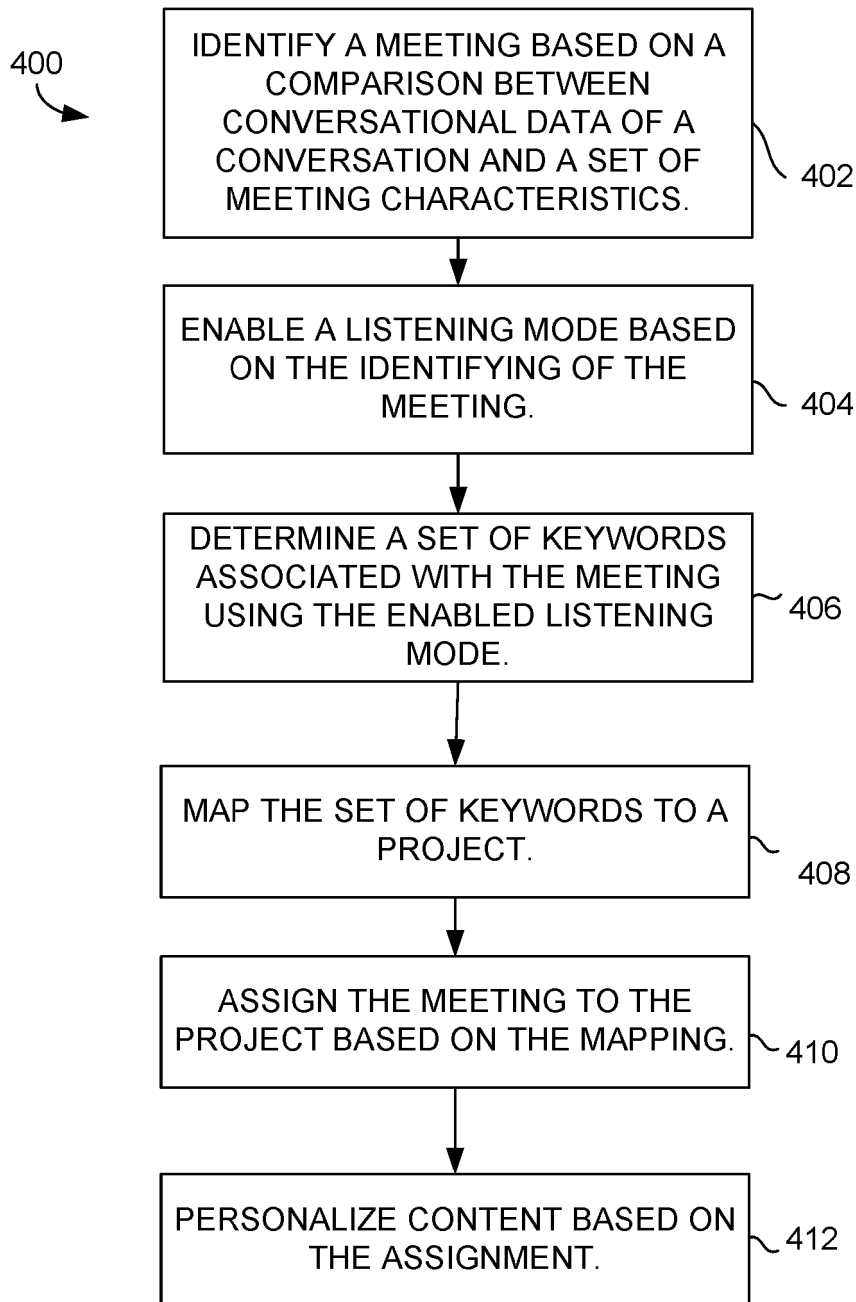 400
IDENTIFY A MEETING BASED ON A
COMPARISON BETWEEN
CONVERSATIONAL DATA OF A
CONVERSATION AND A SET OF
MEETING CHARACTERISTICS.
402
ENABLE A LISTENING MODE BASED
ON THE IDENTIFYING OF THE
MEETING.
404
DETERMINE A SET OF KEYWORDS
ASSOCIATED WITH THE MEETING
USING THE ENABLED LISTENING
MODE.
406
MAP THE SET OF KEYWORDS TO A
PROJECT.
408
ASSIGN THE MEETING TO THE
PROJECT BASED ON THE MAPPING.
410
PERSONALIZE CONTENT BASED ON
THE ASSIGNMENT.
412